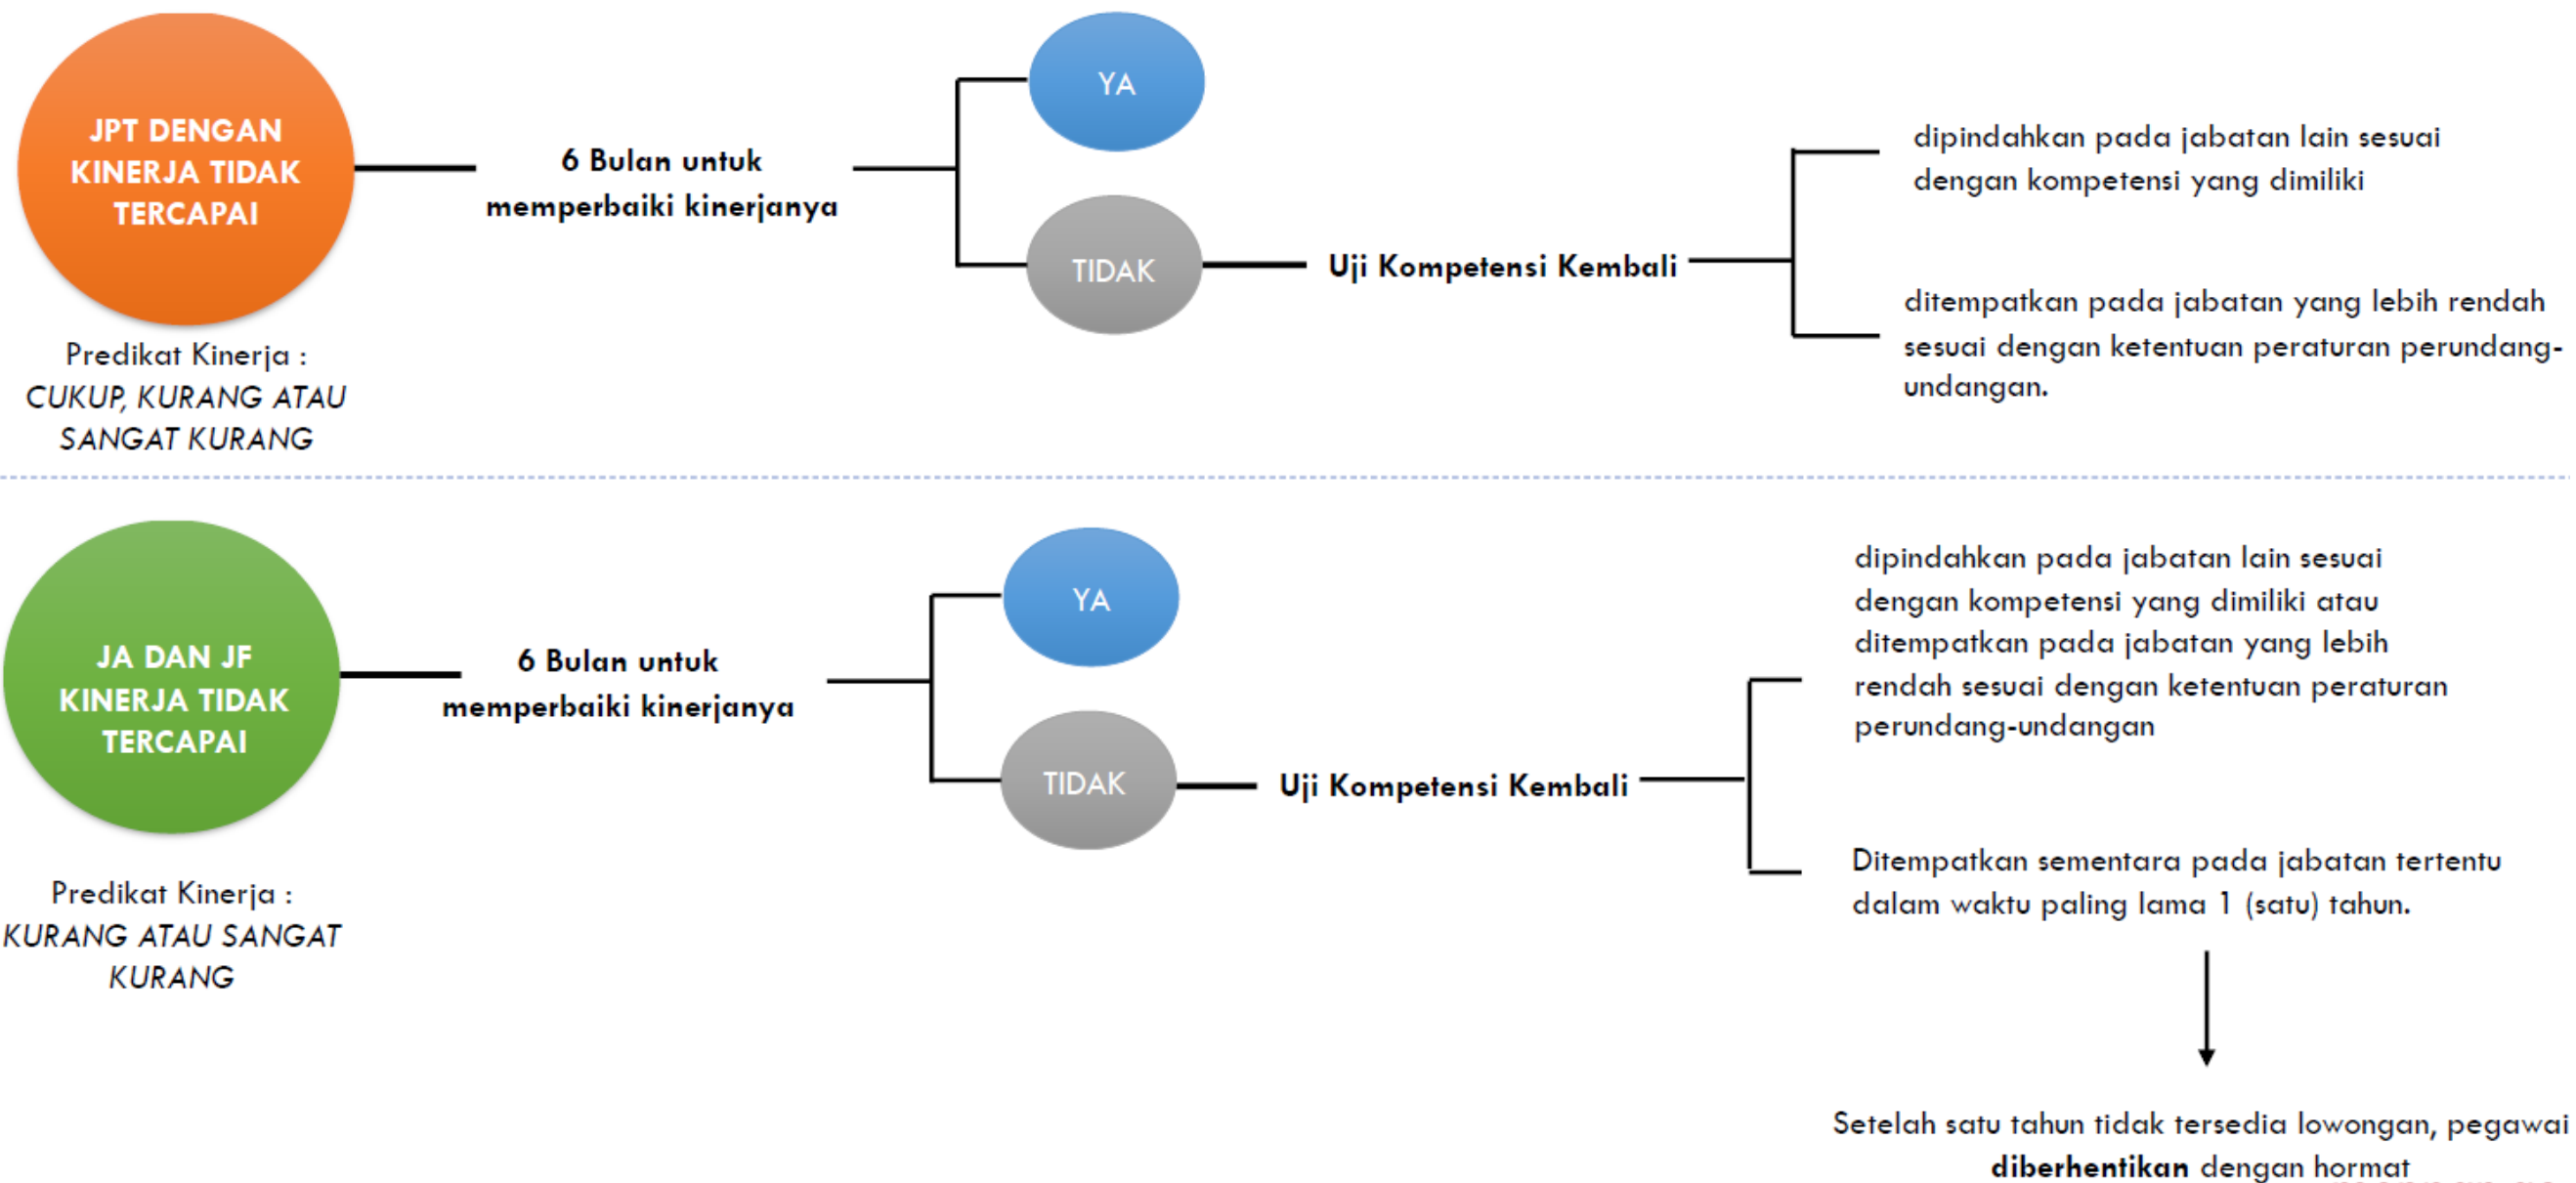 JPT DENGAN
KINERJA TIDAK
TERCAPAI
Predikat Kinerja :
CUKUP, KURANG ATAU
SANGAT KURANG
6 Bulan untuk
memperbaiki kinerjanya
YA
TIDAK
Uji Kompetensi Kembali
dipindahkan pada jabatan lain sesuai
dengan kompetensi yang dimiliki
ditempatkan pada jabatan yang lebih rendah
sesuai dengan ketentuan peraturan perundang-
undangan.
JA DAN JF
KINERJA TIDAK
TERCAPAI
Predikat Kinerja :
KURANG ATAU SANGAT
KURANG
6 Bulan untuk
memperbaiki kinerjanya
YA
TIDAK
Uji Kompetensi Kembali
dipindahkan pada jabatan lain sesuai
dengan kompetensi yang dimiliki atau
ditempatkan pada jabatan yang lebih
rendah sesuai dengan ketentuan peraturan
perundang-undangan
Ditempatkan sementara pada jabatan tertentu
dalam waktu paling lama 1 (satu) tahun.
Setelah satu tahun tidak tersedia lowongan, pegawai
diberhentikan dengan hormat